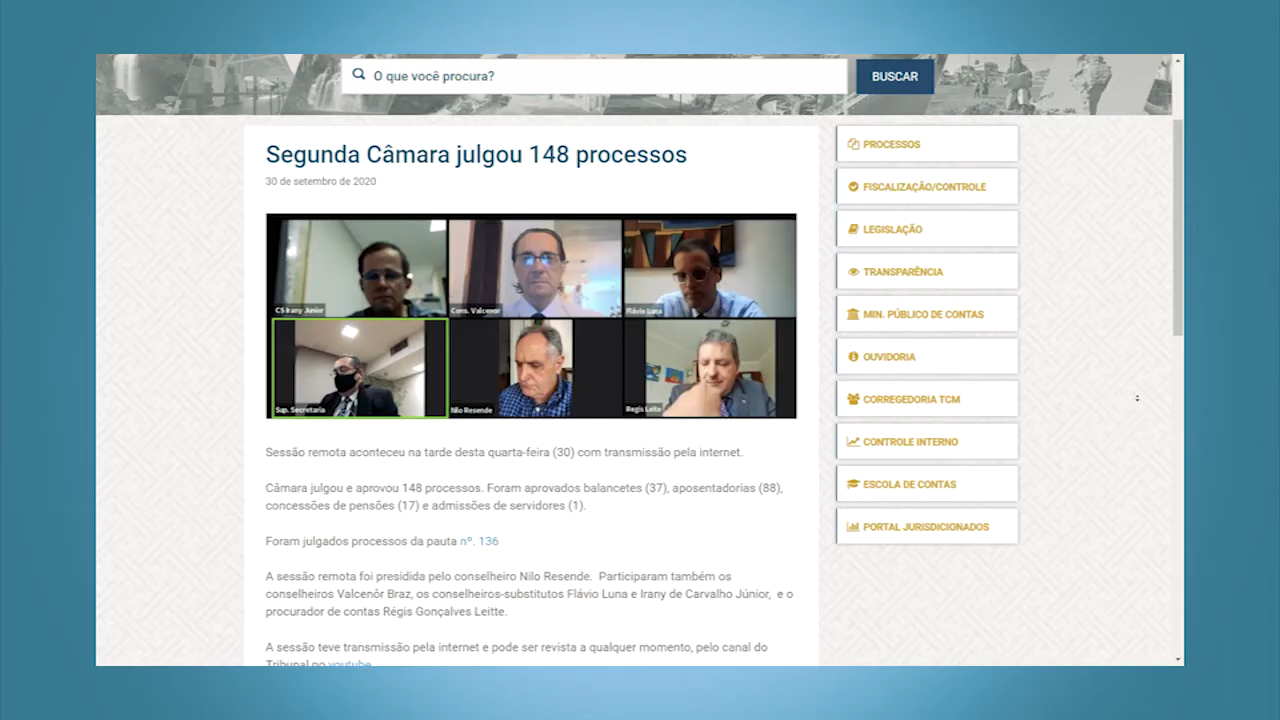 O que você procura?
BUSCAR
Segunda Câmara julgou 148 processos
30 de setembro de 2020
CS Irany Junior
Cons. Valcenor
Flávio Luna
Sup. Secretaria
Nilo Resende
Regis Leite
Sessão remota aconteceu na tarde desta quarta-feira (30) com transmissão pela internet.
Câmara julgou e aprovou 148 processos. Foram aprovados balancetes (37), aposentadorias (88),
concessões de pensões (17) e admissões de servidores (1).
Foram julgados processos da pauta nº. 136
A sessão remota foi presidida pelo conselheiro Nilo Resende. Participaram também os
conselheiros Valcenôr Braz, os conselheiros-substitutos Flávio Luna e Irany de Carvalho Júnior, e o
procurador de contas Régis Gonçalves Leitte.
A sessão teve transmissão pela internet e pode ser revista a qualquer momento, pelo canal do
Tribunal no youtube
PROCESSOS
FISCALIZAÇÃO/CONTROLE
LEGISLAÇÃO
TRANSPARÊNCIA
MIN. PÚBLICO DE CONTAS
OUVIDORIA
CORREGEDORIA TCM
CONTROLE INTERNO
ESCOLA DE CONTAS
PORTAL JURISDICIONADOS